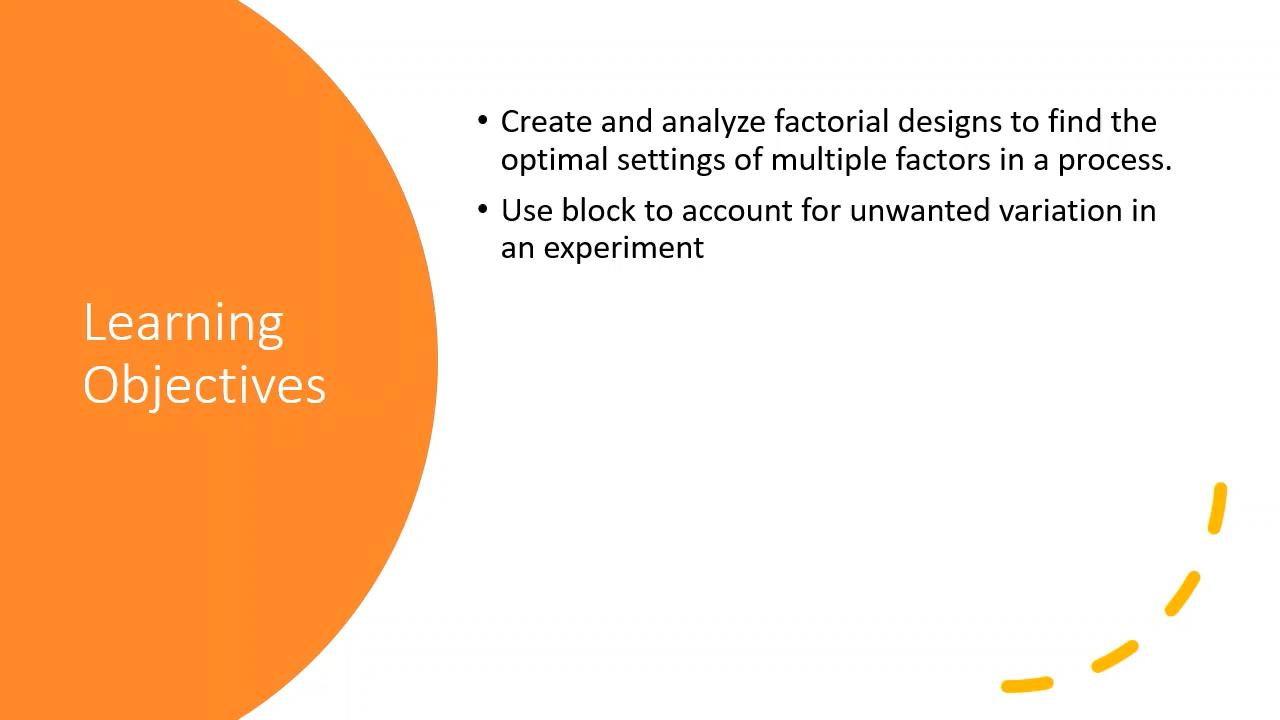 Learning
Objectives
• Create and analyze factorial designs to find the
optimal settings of multiple factors in a process.
• Use block to account for unwanted variation in
an experiment